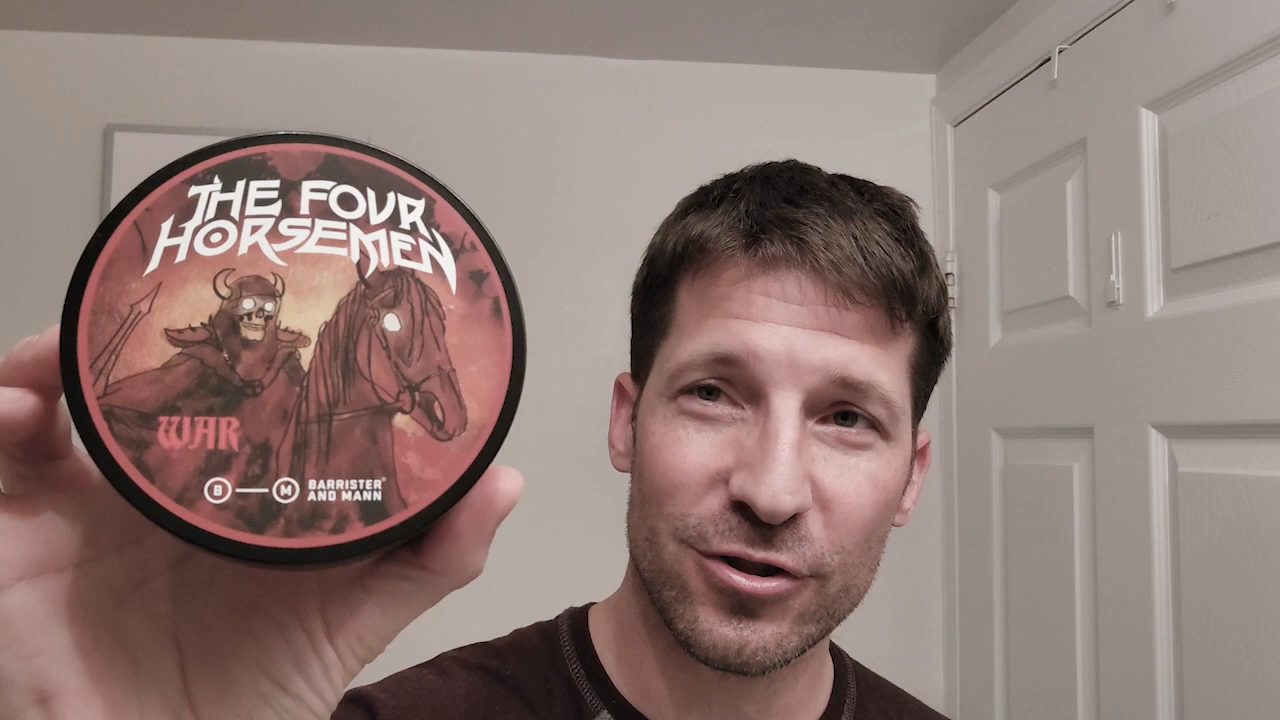 THE FOUR
HORSEMEN
WAR
B M BARRISTER®
AND MANN